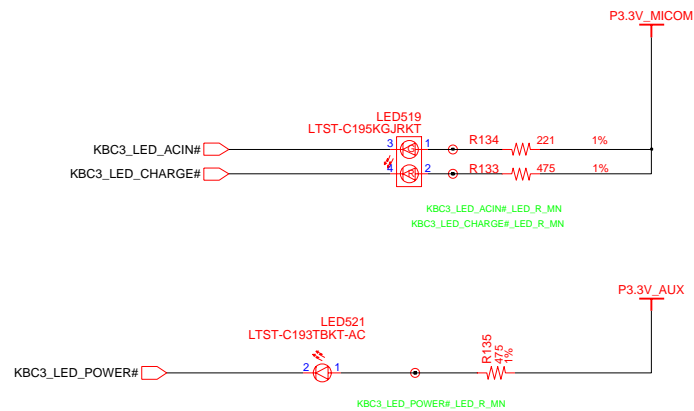 P3.3V_MICOM
LED519
LTST-C195KGJRKT
KBC3_LED_ACIN# 3 G 1 R134 221 1%
KBC3_LED_CHARGE# 4 R 2 R133 475 1%
KBC3_LED_ACIN#_LED_R_MN
KBC3_LED_CHARGE#_LED_R_MN
P3.3V_AUX
LED521
LTST-C193TBKT-AC
R135
475
1%
KBC3_LED_POWER# 2 1
KBC3_LED_POWER#_LED_R_MN